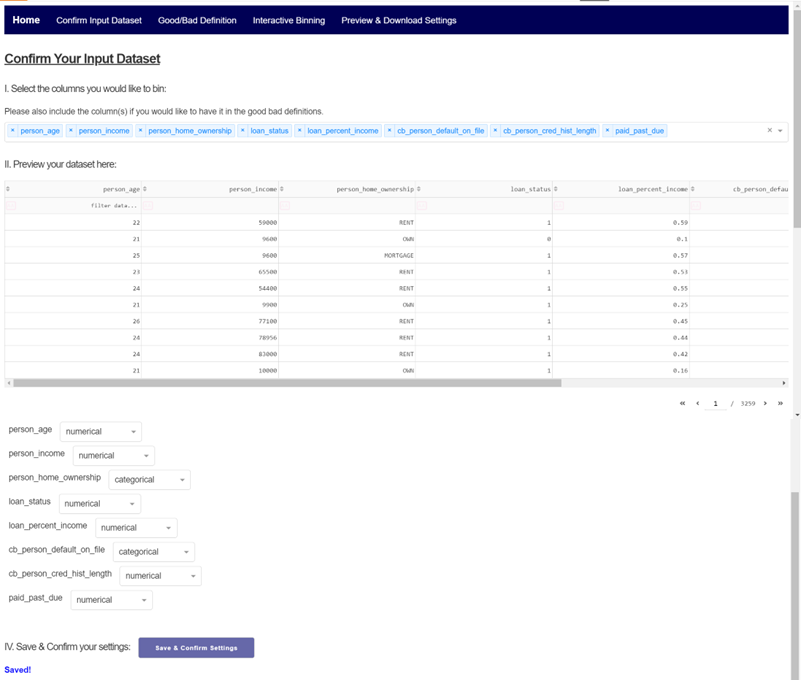 Home Confirm Input Dataset Good/Bad Definition Interactive Binning Preview & Download Settings
Confirm Your Input Dataset
I. Select the columns you would like to bin:
Please also include the column(s) if you would like to have it in the good bad definitions.
× person_age × person_income × person_home_ownership × loan_status × loan_percent_income × cb_person_default_on_file × cb_person_cred_hist_length × paid_past_due ×
II. Preview your dataset here:
person_age person_income person_home_ownership loan_status loan_percent_income cb_person_defau
filter data...
22 59000 RENT 1 0.59
21 9600 OWN 0 0.1
25 9600 MORTGAGE 1 0.57
23 65500 RENT 1 0.53
24 54400 RENT 1 0.55
21 9900 OWN 1 0.25
26 77100 RENT 1 0.45
24 78956 RENT 1 0.44
24 83000 RENT 1 0.42
21 10000 OWN 1 0.16
« ‹ 1 / 3259 › »
person_age numerical
person_income numerical
person_home_ownership categorical
loan_status numerical
loan_percent_income numerical
cb_person_default_on_file categorical
cb_person_cred_hist_length numerical
paid_past_due numerical
IV. Save & Confirm your settings: Save & Confirm Settings
Saved!